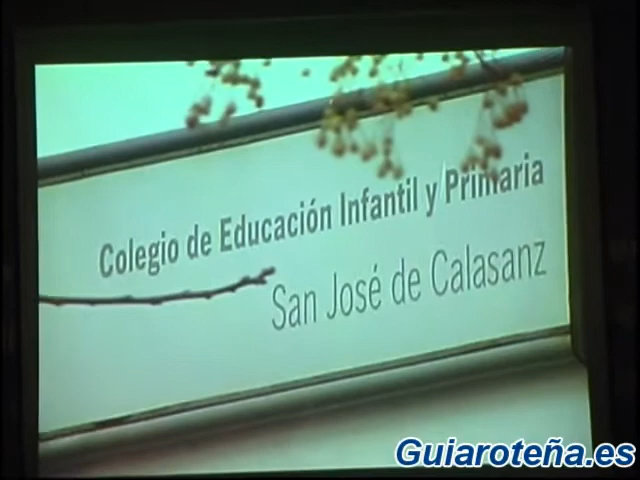 Colegio de Educación Infantil y Primaria
San José de Calasanz
Guiaroteña.es